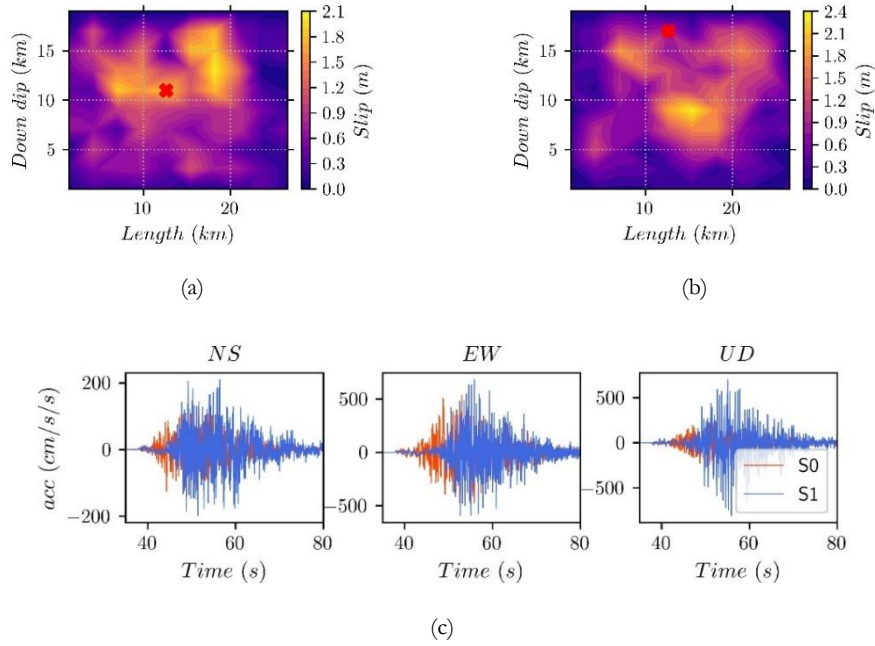 Down dip (km)
15
10
5
10
20
Length (km)
2.1
1.8
1.5
1.2
0.9
0.6
0.3
0.0
Slip (m)
(a)
Down dip (km)
15
10
5
10
20
Length (km)
2.4
2.1
1.8
1.5
1.2
0.9
0.6
0.3
0.0
Slip (m)
(b)
NS
acc (cm/s/s)
200
0
−200
40
60
80
Time (s)
EW
500
0
−500
40
60
80
Time (s)
UD
500
0
−500
S0
S1
40
60
80
Time (s)
(c)